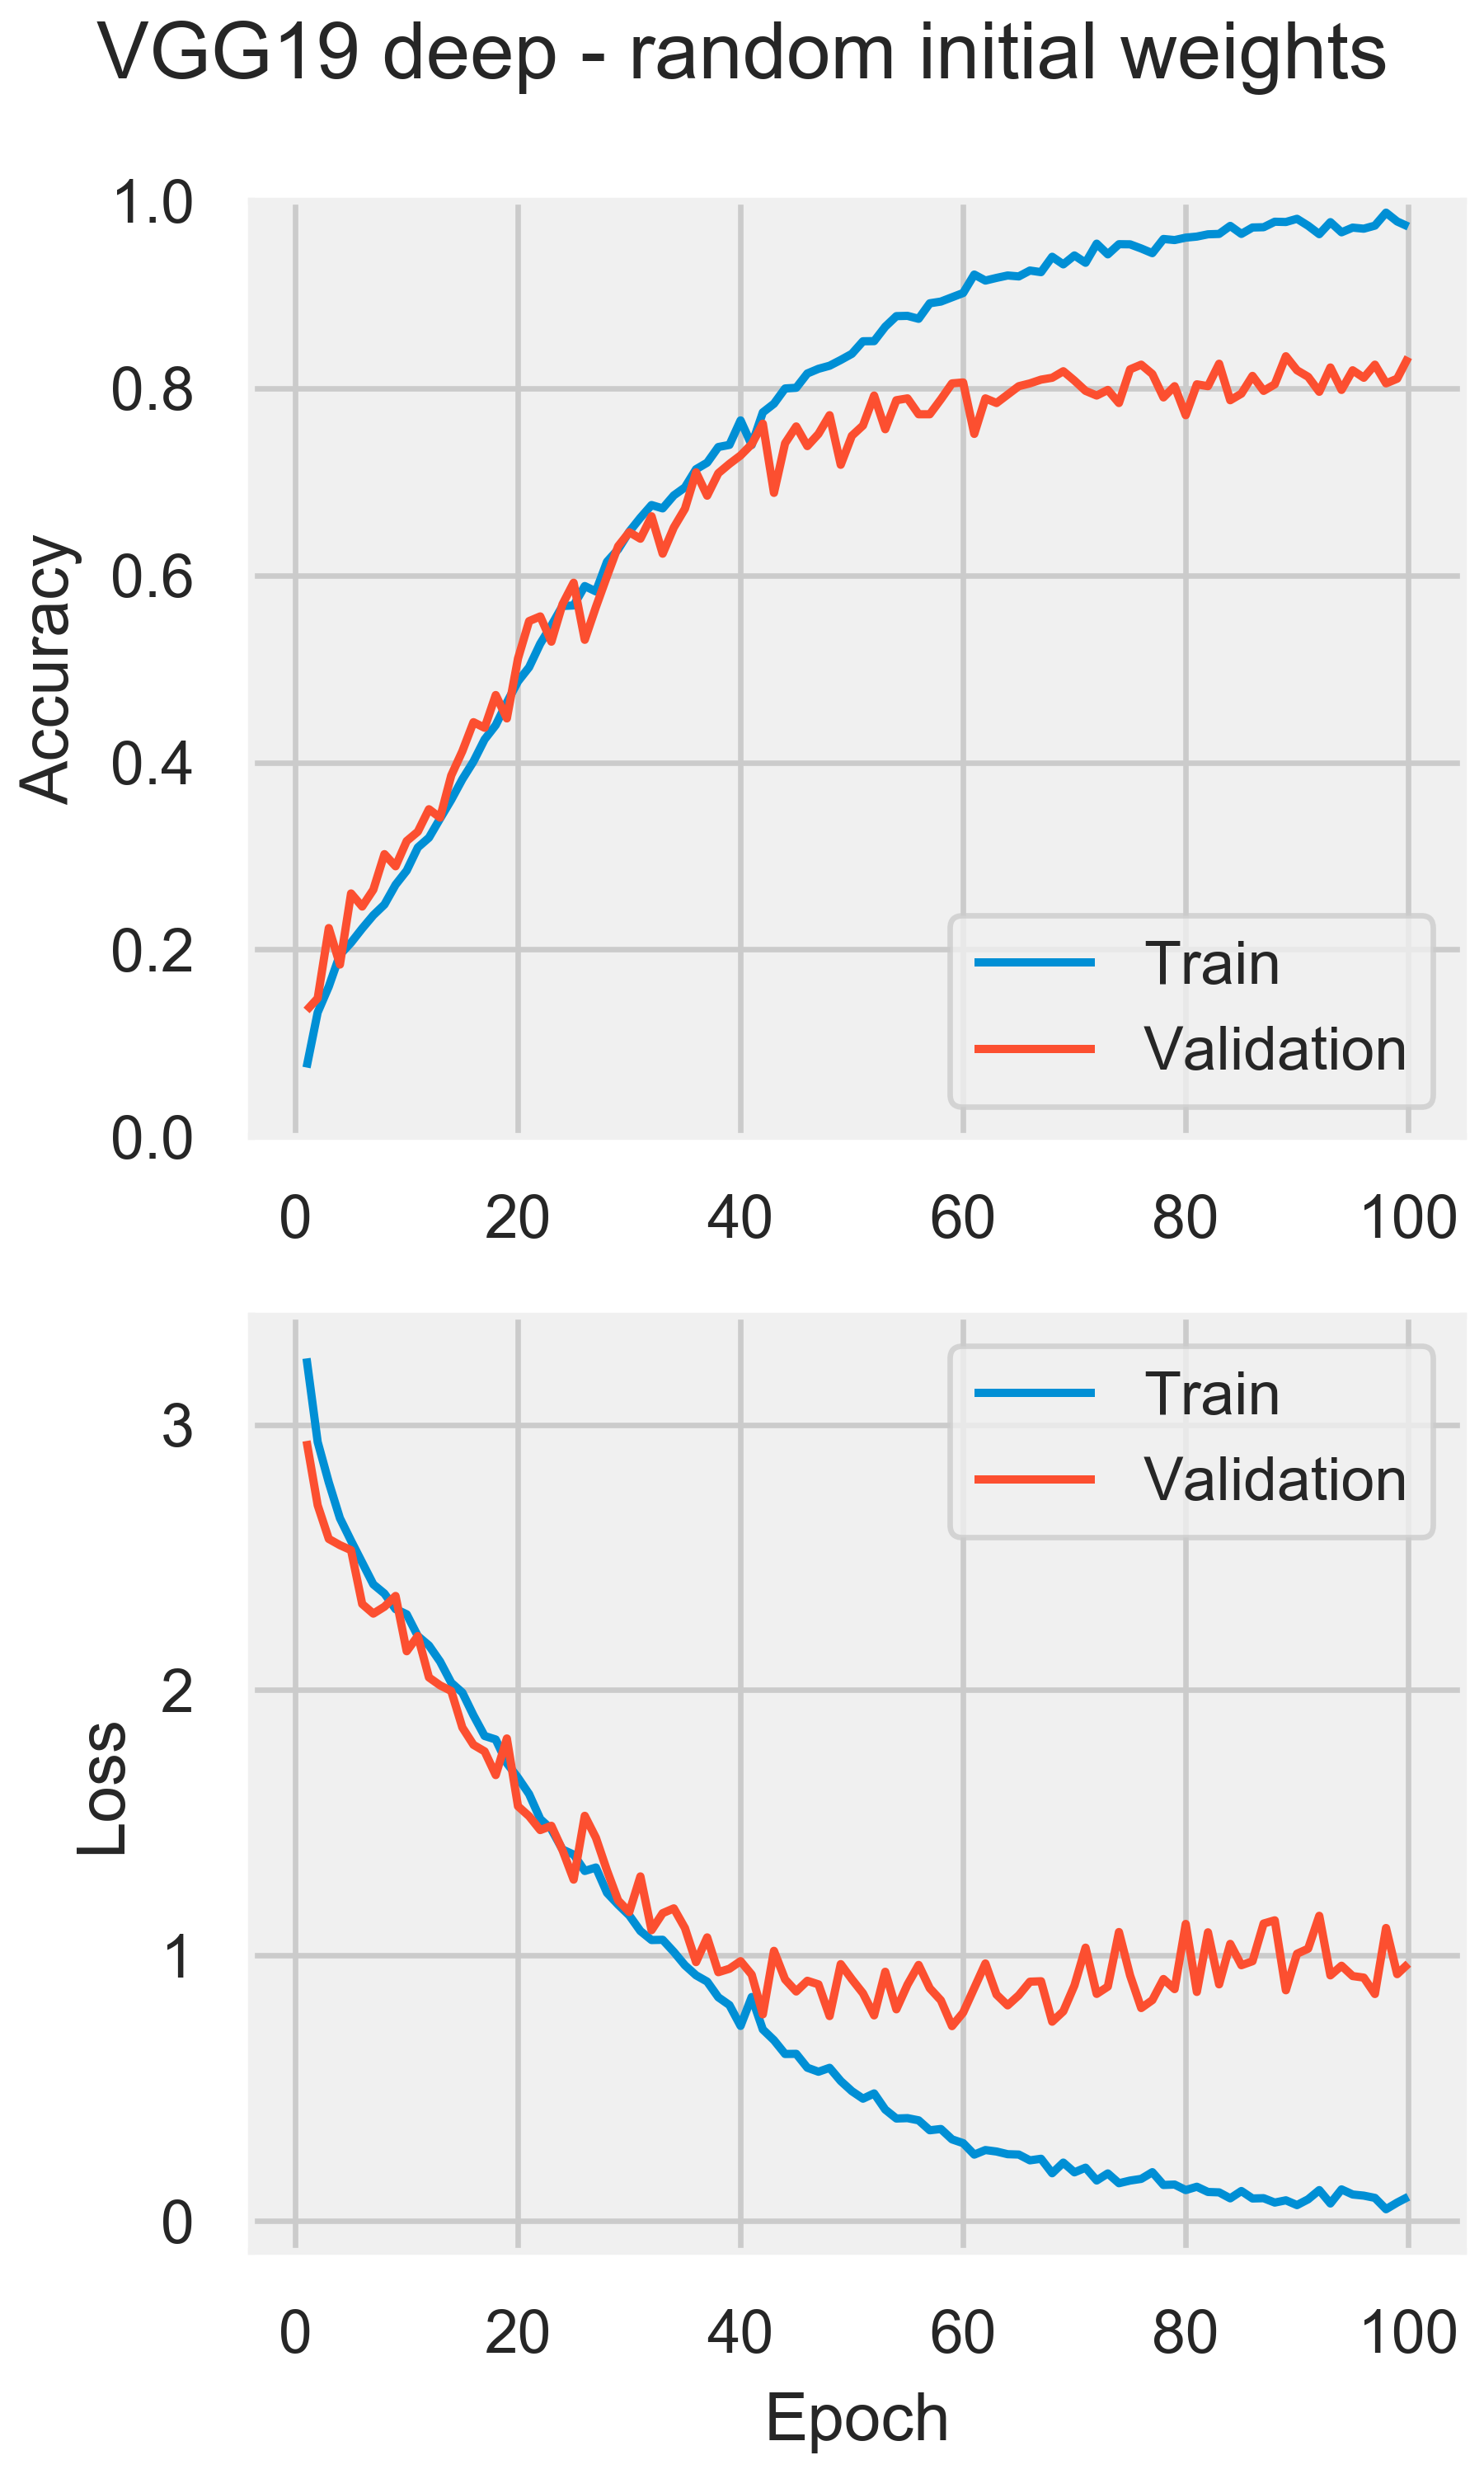 VGG19 deep - random initial weights
1.0
0.8
0.6
0.4
0.2
0.0
Accuracy
Train
Validation
0 20 40 60 80 100
3
2
1
0
Loss
Train
Validation
0 20 40 60 80 100
Epoch